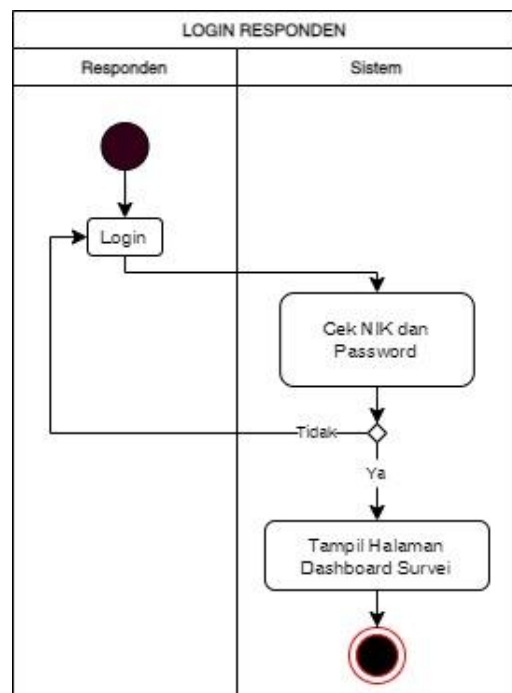 LOGIN RESPONDEN
Responden
Sistem
Login
Cek NIK dan
Password
Tidak
Ya
Tampil Halaman
Dashboard Survei